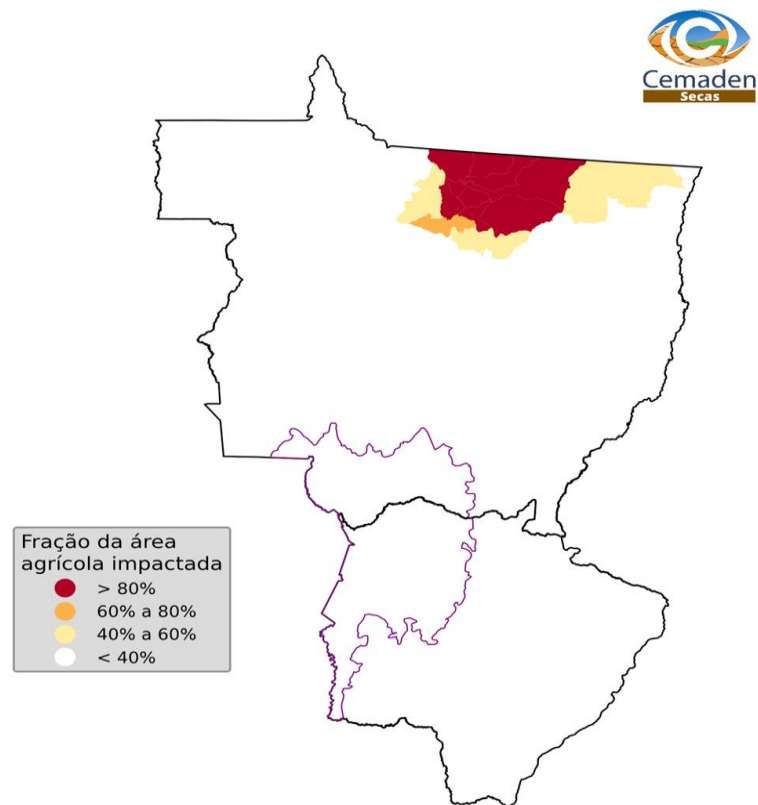 Cemaden
Secas
Fração da área
agrícola impactada
> 80%
60% a 80%
40% a 60%
< 40%